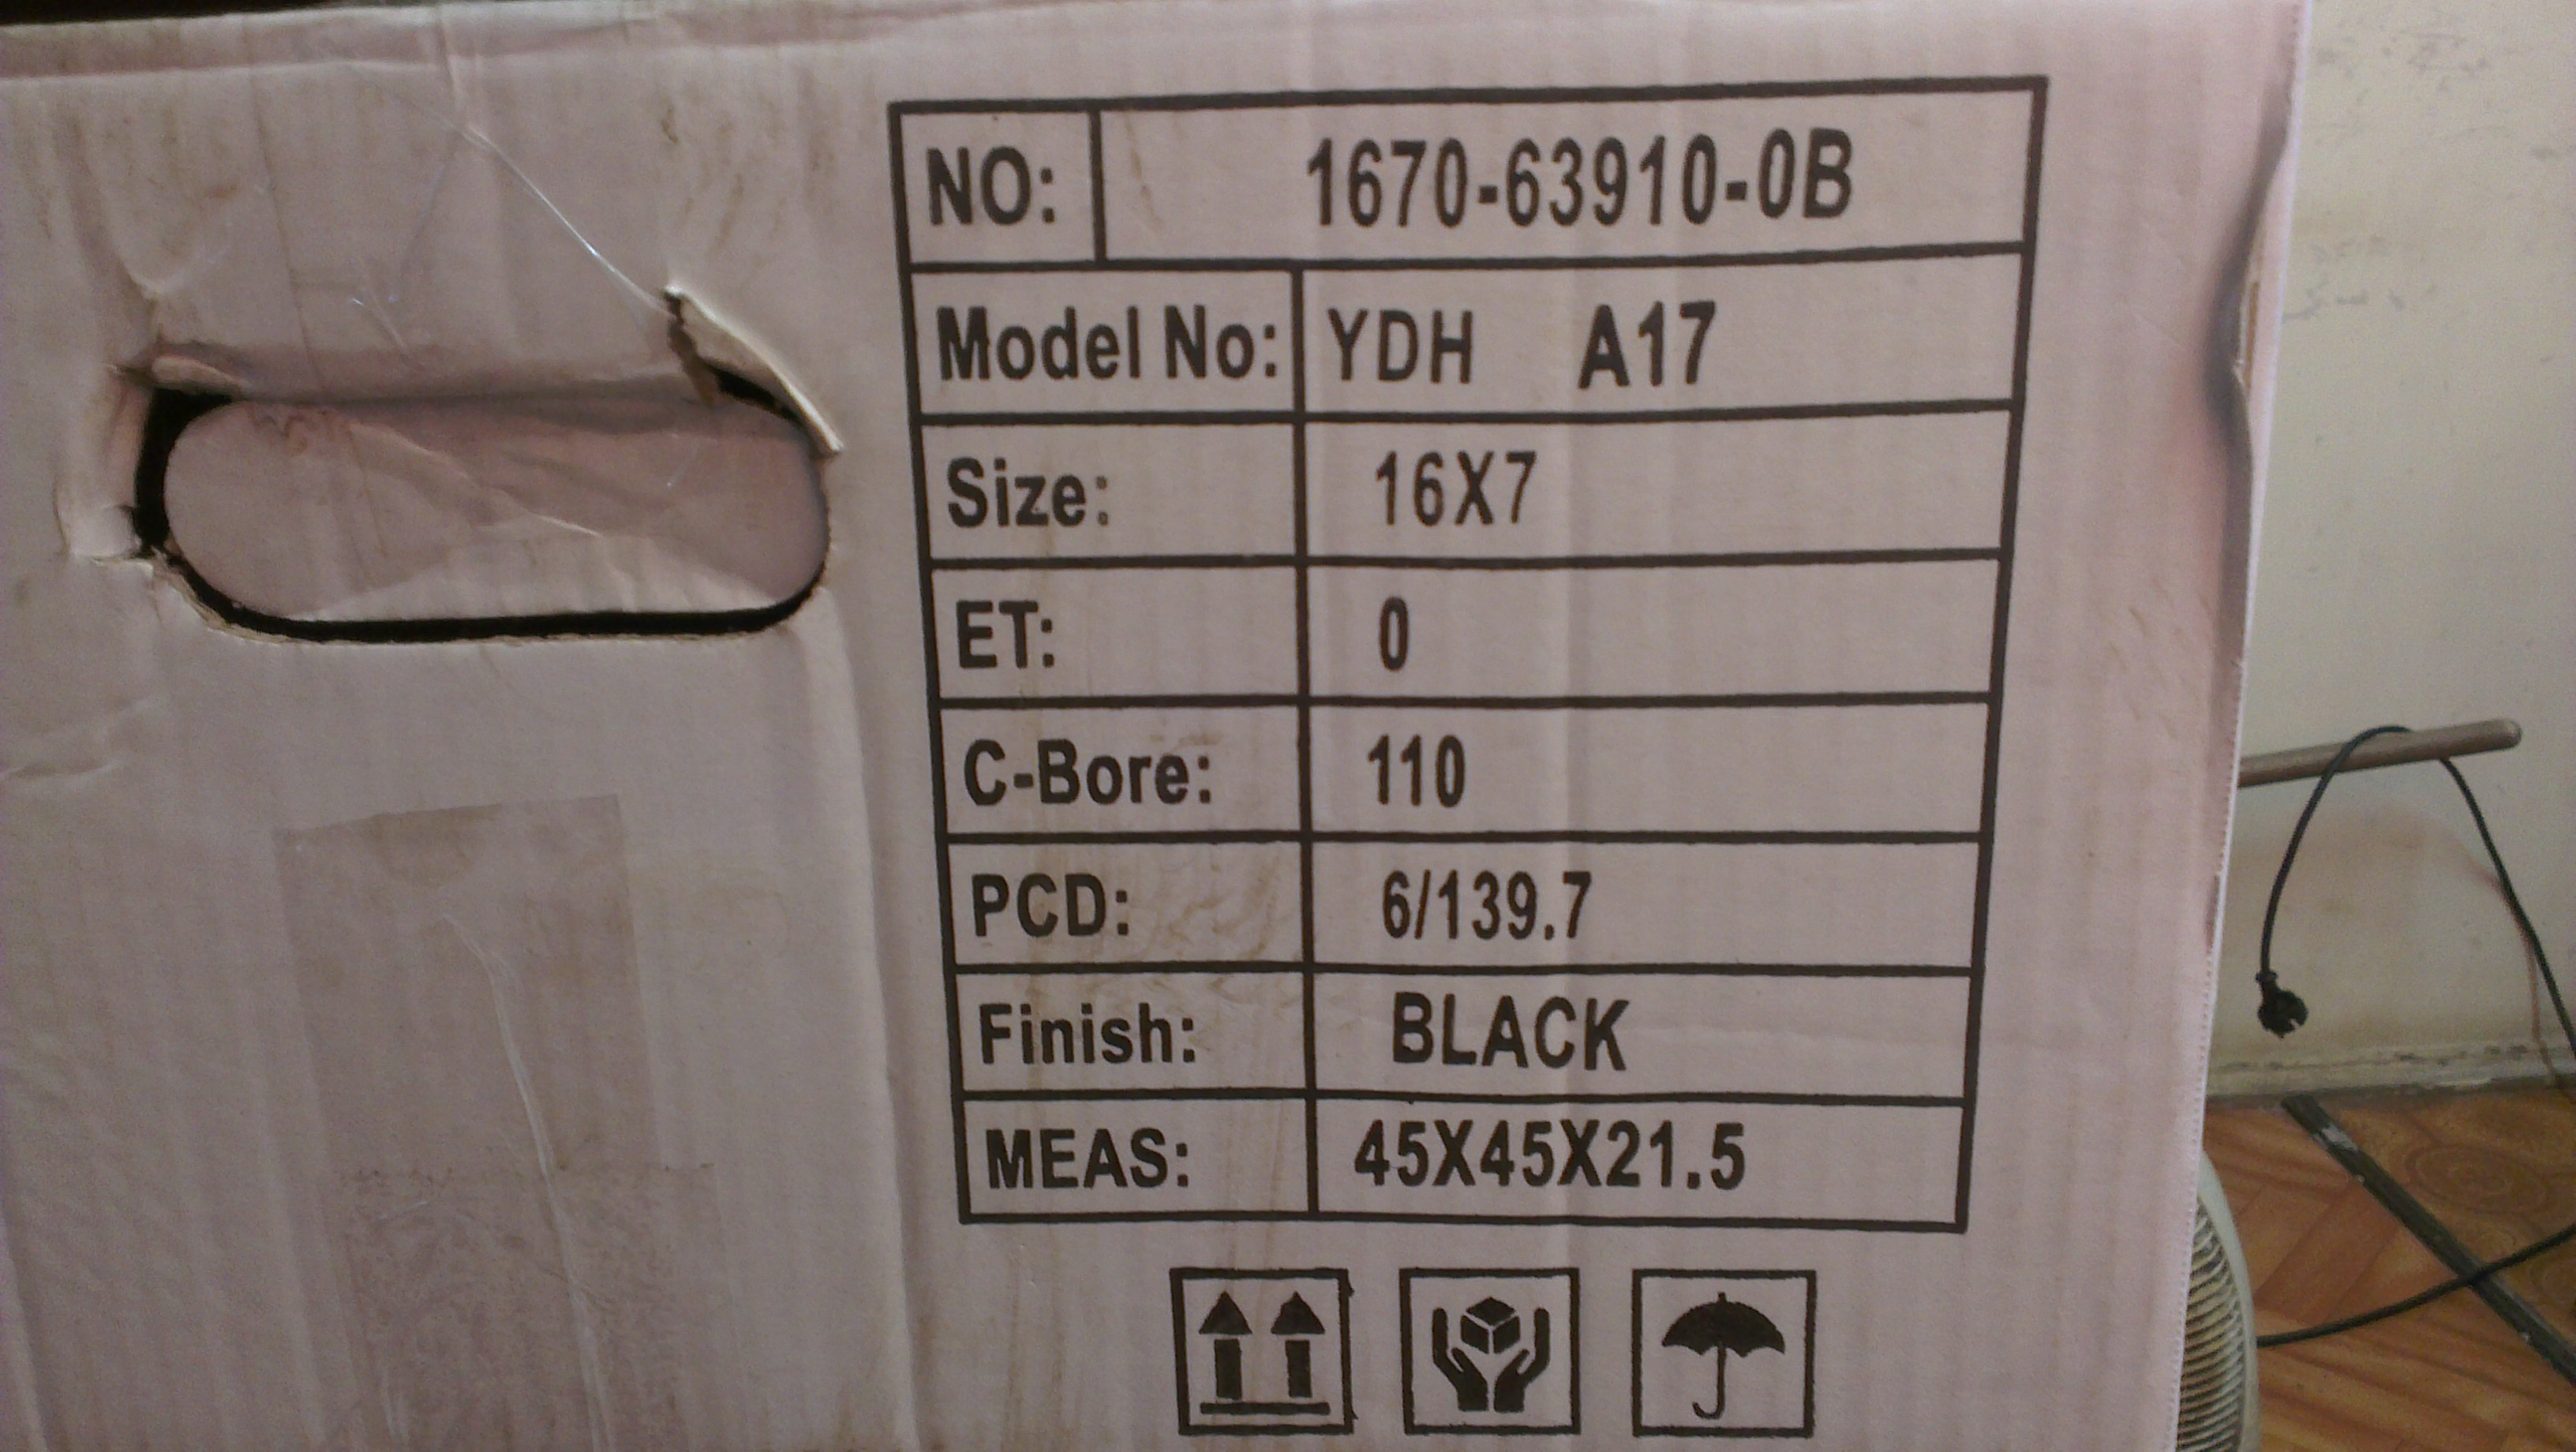 NO: 1670-63910-0B
Model No: YDH A17
Size: 16X7
ET: 0
C-Bore: 110
PCD: 6/139.7
Finish: BLACK
MEAS: 45X45X21.5